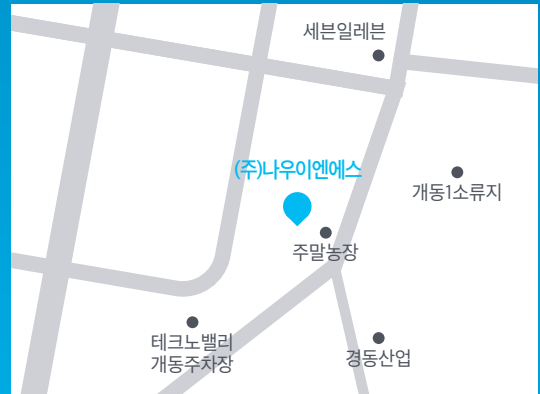 세븐일레븐
(주)나우이엔에스
개동1소류지
주말농장
테크노밸리
개동주차장
경동산업